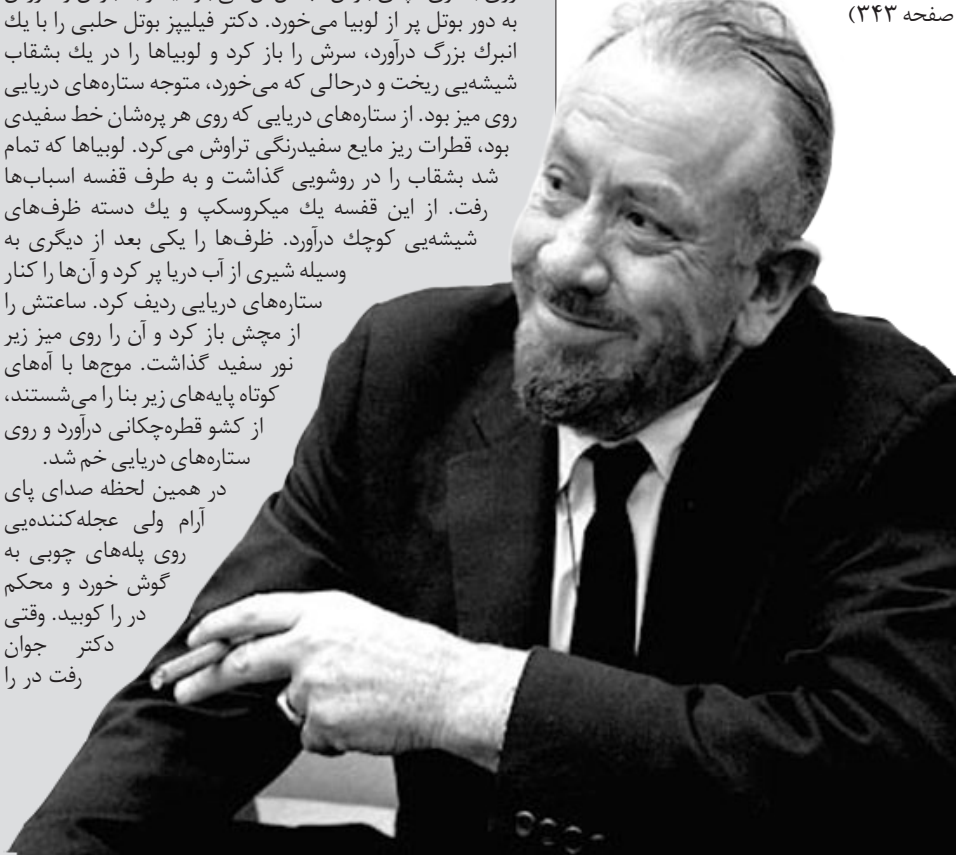 صفحه ۳۴۳)
به دور بوتل پر از لوبیا می‌خورد. دکتر فیلیپز بوتل حلبی را با یك
انبرك بزرگ درآورد، سرش را باز کرد و لوبیاها را در یك بشقاب
شیشه‌یی ریخت و درحالی که می‌خورد، متوجه ستاره‌های دریایی
روی میز بود. از ستاره‌های دریایی که روی هر پره‌شان خط سفیدی
بود، قطرات ریز مایع سفیدرنگی تراوش می‌کرد. لوبیاها که تمام
شد بشقاب را در روشویی گذاشت و به طرف قفسه اسباب‌ها
رفت. از این قفسه یك میکروسکپ و یك دسته ظرف‌های
شیشه‌یی کوچك درآورد. ظرف‌ها را یکی بعد از دیگری به
وسیله شیری از آب دریا پر کرد و آن‌ها را کنار
ستاره‌های دریایی ردیف کرد. ساعتش را
از مچش باز کرد و آن را روی میز زیر
نور سفید گذاشت. موج‌ها با آه‌های
کوتاه پایه‌های زیر بنا را می‌شستند،
از کشو قطره‌چکانی درآورد و روی
ستاره‌های دریایی خم شد.
در همین لحظه صدای پای
آرام ولی عجله‌کننده‌یی
روی پله‌های چوبی به
گوش خورد و محکم
در را کوبید. وقتی
دکتر جوان
رفت در را